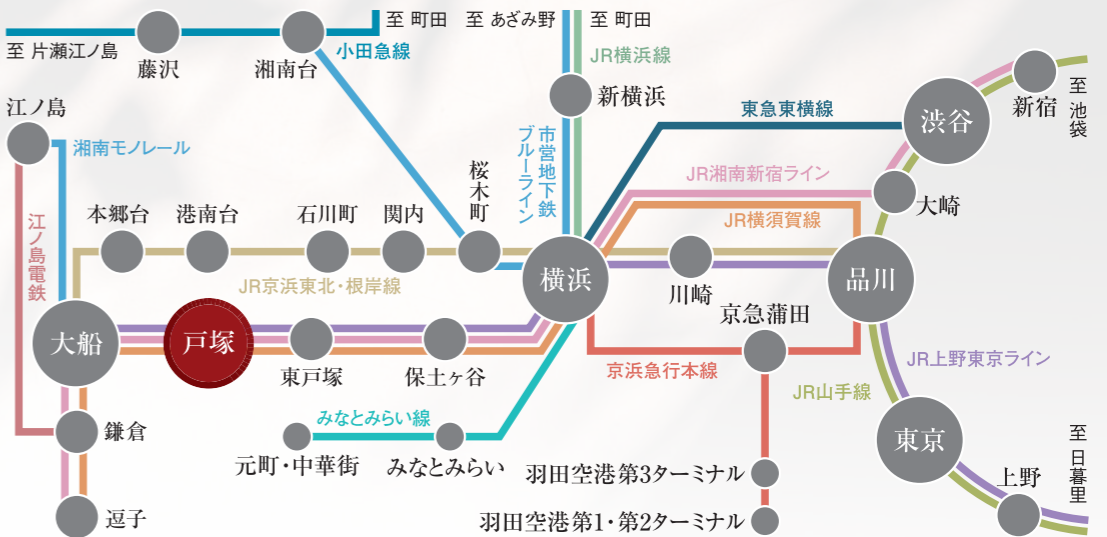 至 町田
至 あざみ野
至 町田
至 片瀬江ノ島
藤沢
湘南台
小田急線
JR横浜線
新横浜
東急東横線
渋谷
新宿
至 池袋
江ノ島
湘南モノレール
市営地下鉄
ブルーライン
JR湘南新宿ライン
大崎
JR横須賀線
桜木町
本郷台
港南台
石川町
関内
江ノ島電鉄
JR京浜東北・根岸線
横浜
川崎
品川
大船
戸塚
東戸塚
保土ヶ谷
京急蒲田
京浜急行本線
JR上野東京ライン
JR山手線
みなとみらい線
鎌倉
元町・中華街
みなとみらい
東京
至 日暮里
羽田空港第3ターミナル
上野
逗子
羽田空港第1・第2ターミナル